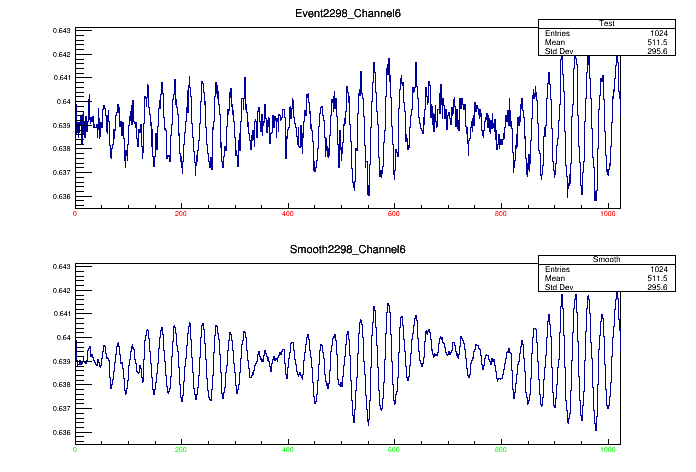 Event2298_Channel6
Test
Entries 1024
Mean 511.5
Std Dev 295.6
0.643
0.642
0.641
0.64
0.639
0.638
0.637
0.636
0 200 400 600 800 1000
Smooth2298_Channel6
Smooth
Entries 1024
Mean 511.5
Std Dev 295.6
0.643
0.642
0.641
0.64
0.639
0.638
0.637
0.636
0 200 400 600 800 1000